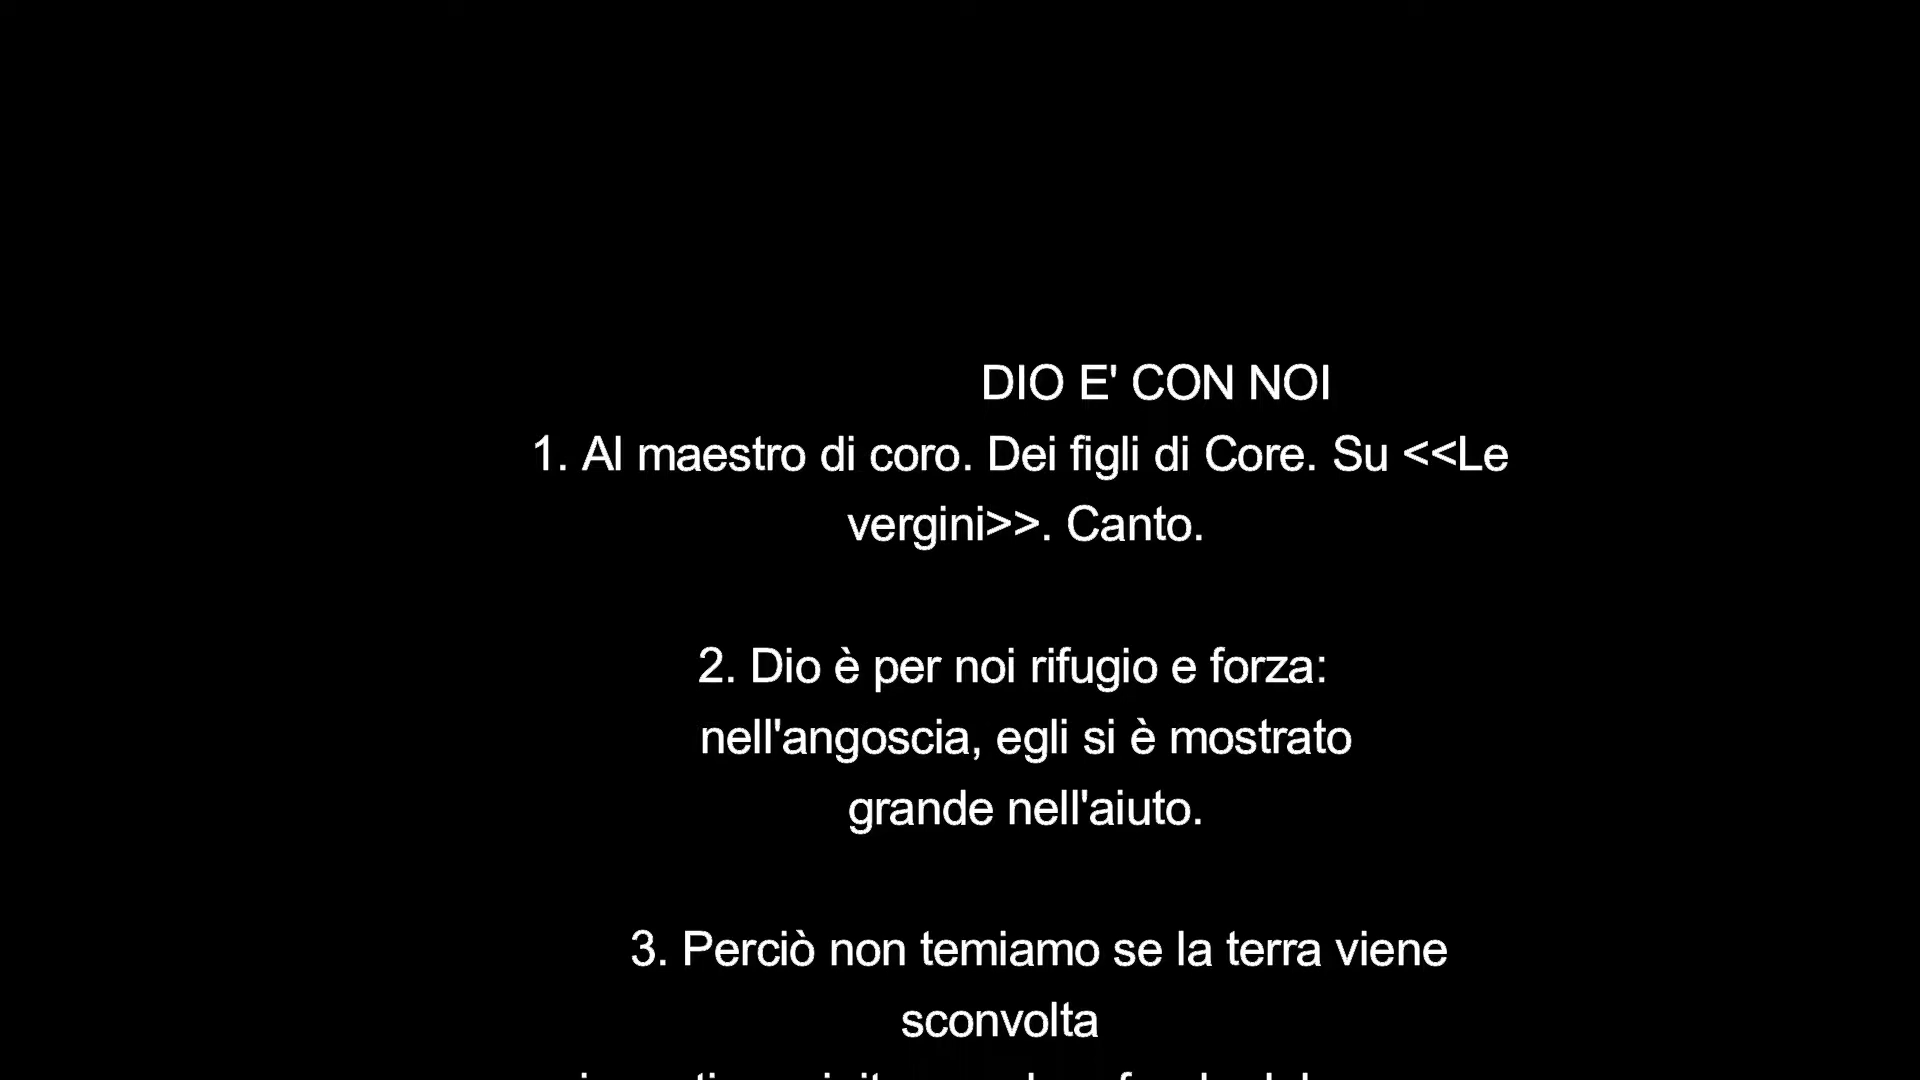 DIO E' CON NOI
1. Al maestro di coro. Dei figli di Core. Su <<Le
vergini>>. Canto.
2. Dio è per noi rifugio e forza:
nell'angoscia, egli si è mostrato
grande nell'aiuto.
3. Perciò non temiamo se la terra viene
sconvolta